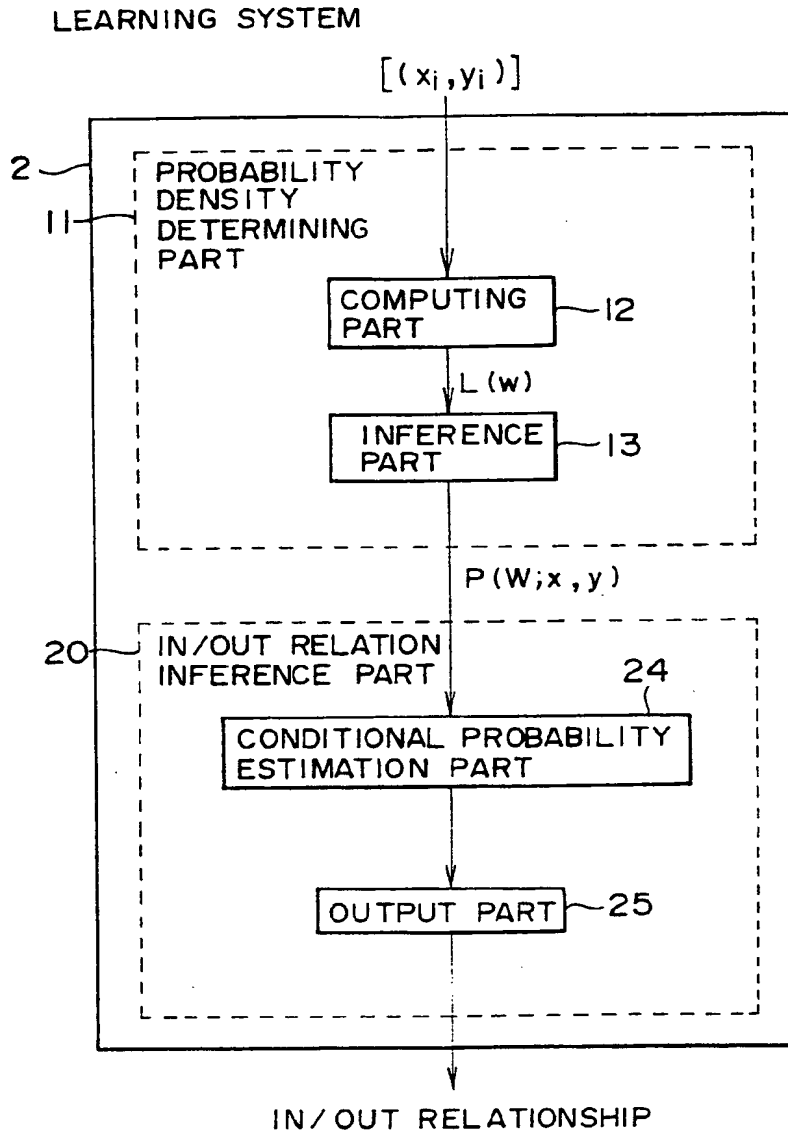 LEARNING SYSTEM
[(xi,yi)]
2
PROBABILITY
DENSITY
DETERMINING
PART
11
COMPUTING
PART
12
L(w)
INFERENCE
PART
13
P(W;x,y)
20
IN/OUT RELATION
INFERENCE PART
24
CONDITIONAL PROBABILITY
ESTIMATION PART
OUTPUT PART
25
IN/OUT RELATIONSHIP